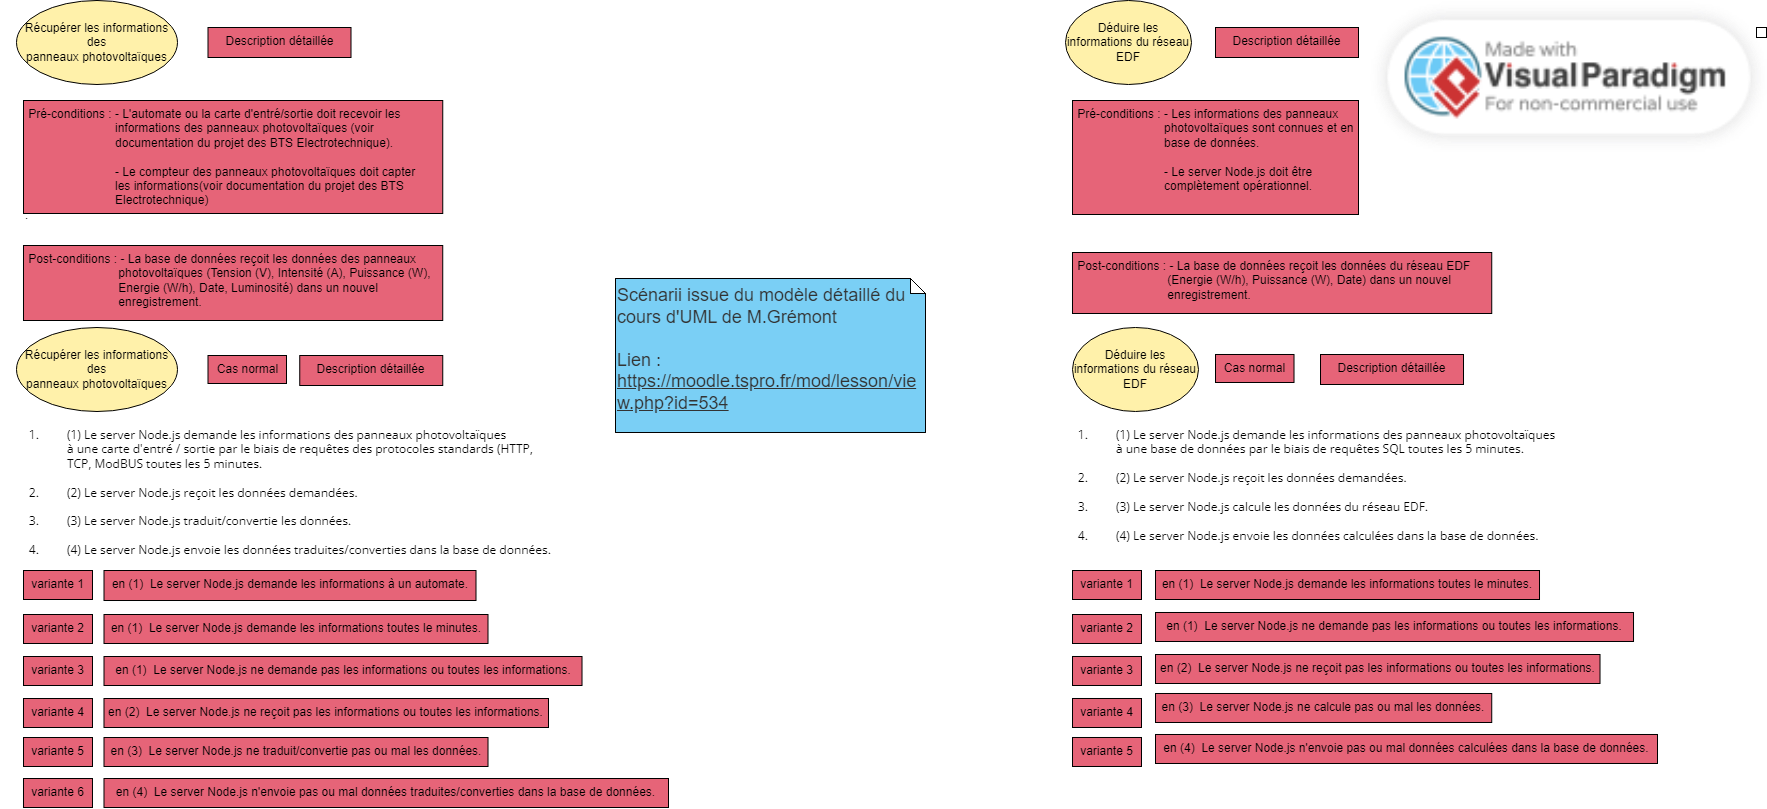 Récupérer les informations
des
panneaux photovoltaïques
Description détaillée
Pré-conditions : - L'automate ou la carte d'entré/sortie doit recevoir les
informations des panneaux photovoltaïques (voir
documentation du projet des BTS Electrotechnique).
- Le compteur des panneaux photovoltaïques doit capter
les informations(voir documentation du projet des BTS
Electrotechnique)
.
Post-conditions : - La base de données reçoit les données des panneaux
photovoltaïques (Tension (V), Intensité (A), Puissance (W),
Energie (W/h), Date, Luminosité) dans un nouvel
enregistrement.
Récupérer les informations
des
panneaux photovoltaïques
Cas normal
Description détaillée
1. (1) Le server Node.js demande les informations des panneaux photovoltaïques
à une carte d'entré / sortie par le biais de requêtes des protocoles standards (HTTP,
TCP, ModBUS toutes les 5 minutes.
2. (2) Le server Node.js reçoit les données demandées.
3. (3) Le server Node.js traduit/convertie les données.
4. (4) Le server Node.js envoie les données traduites/converties dans la base de données.
variante 1 en (1) Le server Node.js demande les informations à un automate.
variante 2 en (1) Le server Node.js demande les informations toutes le minutes.
variante 3 en (1) Le server Node.js ne demande pas les informations ou toutes les informations.
variante 4 en (2) Le server Node.js ne reçoit pas les informations ou toutes les informations.
variante 5 en (3) Le server Node.js ne traduit/convertie pas ou mal les données.
variante 6 en (4) Le server Node.js n'envoie pas ou mal données traduites/converties dans la base de données.
Scénarii issue du modèle détaillé du
cours d'UML de M.Grémont
Lien :
https://moodle.tspro.fr/mod/lesson/vie
w.php?id=534
Déduire les
informations du réseau
EDF
Description détaillée
Made with
Visual Paradigm
For non-commercial use
Pré-conditions : - Les informations des panneaux
photovoltaïques sont connues et en
base de données.
- Le server Node.js doit être
complètement opérationnel.
Post-conditions : - La base de données reçoit les données du réseau EDF
(Energie (W/h), Puissance (W), Date) dans un nouvel
enregistrement.
Déduire les
informations du réseau
EDF
Cas normal
Description détaillée
1. (1) Le server Node.js demande les informations des panneaux photovoltaïques
à une base de données par le biais de requêtes SQL toutes les 5 minutes.
2. (2) Le server Node.js reçoit les données demandées.
3. (3) Le server Node.js calcule les données du réseau EDF.
4. (4) Le server Node.js envoie les données calculées dans la base de données.
variante 1 en (1) Le server Node.js demande les informations toutes le minutes.
variante 2 en (1) Le server Node.js ne demande pas les informations ou toutes les informations.
variante 3 en (2) Le server Node.js ne reçoit pas les informations ou toutes les informations.
variante 4 en (3) Le server Node.js ne calcule pas ou mal les données.
variante 5 en (4) Le server Node.js n'envoie pas ou mal données calculées dans la base de données.